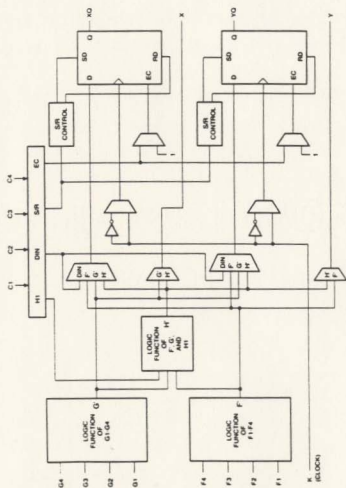 C1
C2
C3
C4
H1
DIN
S/R
EC
G4
G3
G2
G1
LOGIC
FUNCTION
OF
G1-G4
G'
F4
F3
F2
F1
LOGIC
FUNCTION
OF
F1-F4
F'
LOGIC
FUNCTION
OF
F' G'
AND
H1
H'
DIN
F'
G'
H'
G'
H'
DIN
F'
G'
H'
H'
F'
S/R
CONTROL
1
SD
D
Q
EC
RD
XQ
X
S/R
CONTROL
1
SD
D
Q
EC
RD
YQ
Y
K
(CLOCK)